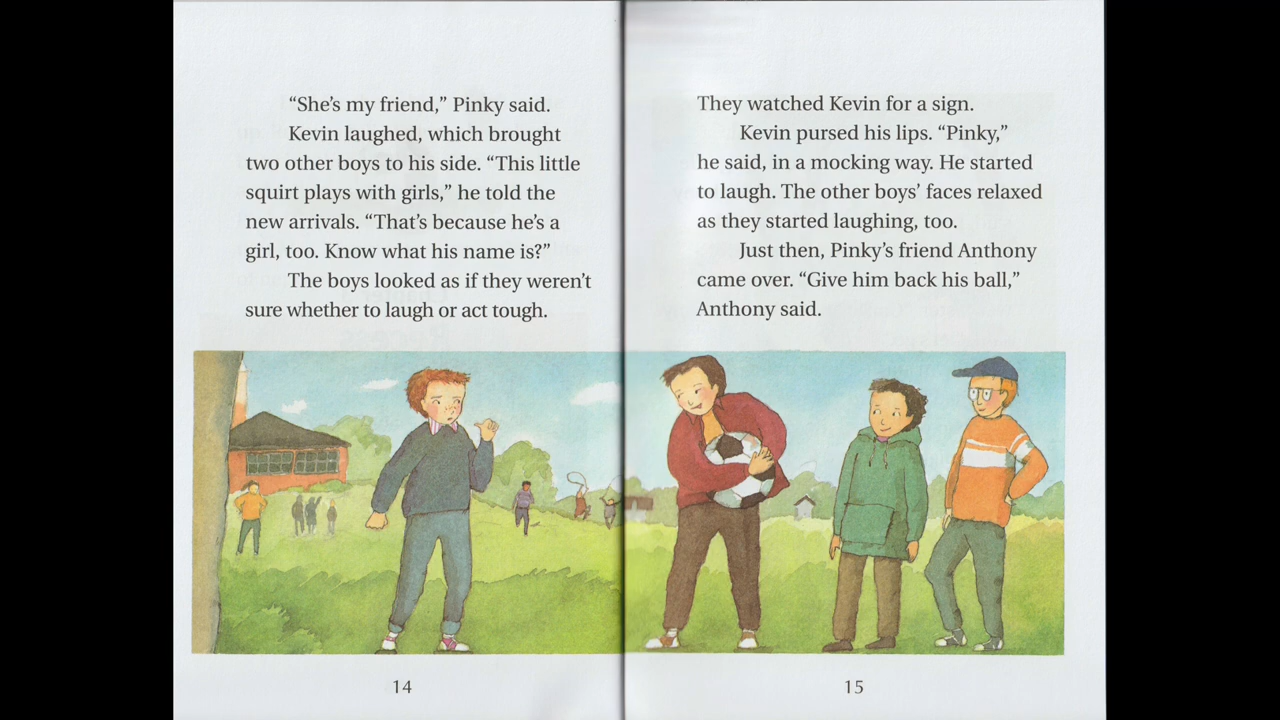 “She’s my friend,” Pinky said.
Kevin laughed, which brought
two other boys to his side. “This little
squirt plays with girls,” he told the
new arrivals. “That’s because he’s a
girl, too. Know what his name is?”
The boys looked as if they weren’t
sure whether to laugh or act tough.
14
They watched Kevin for a sign.
Kevin pursed his lips. “Pinky,”
he said, in a mocking way. He started
to laugh. The other boys’ faces relaxed
as they started laughing, too.
Just then, Pinky’s friend Anthony
came over. “Give him back his ball,”
Anthony said.
15